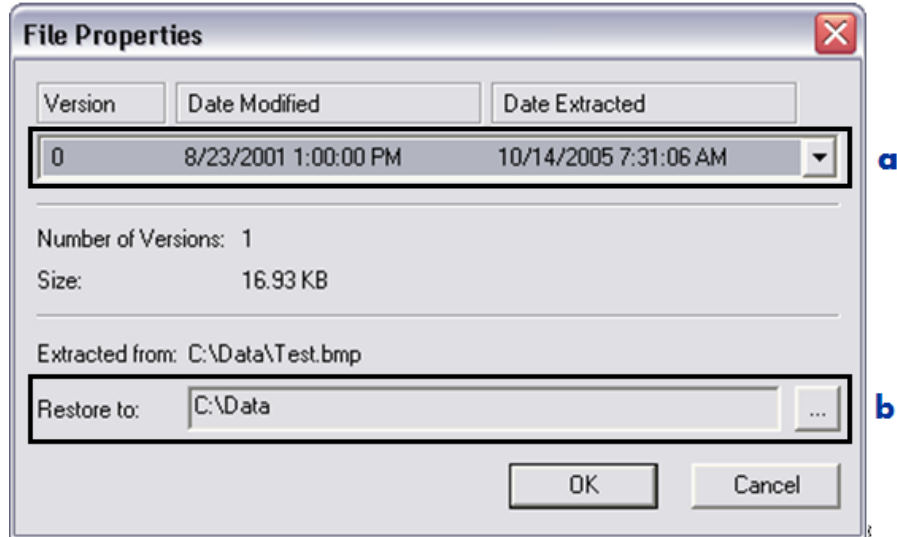 File Properties
Version Date Modified Date Extracted
0 8/23/2001 1:00:00 PM 10/14/2005 7:31:06 AM a
Number of Versions: 1
Size: 16.93 KB
Extracted from: C:\Data\Test.bmp
Restore to: C:\Data ... b
OK Cancel